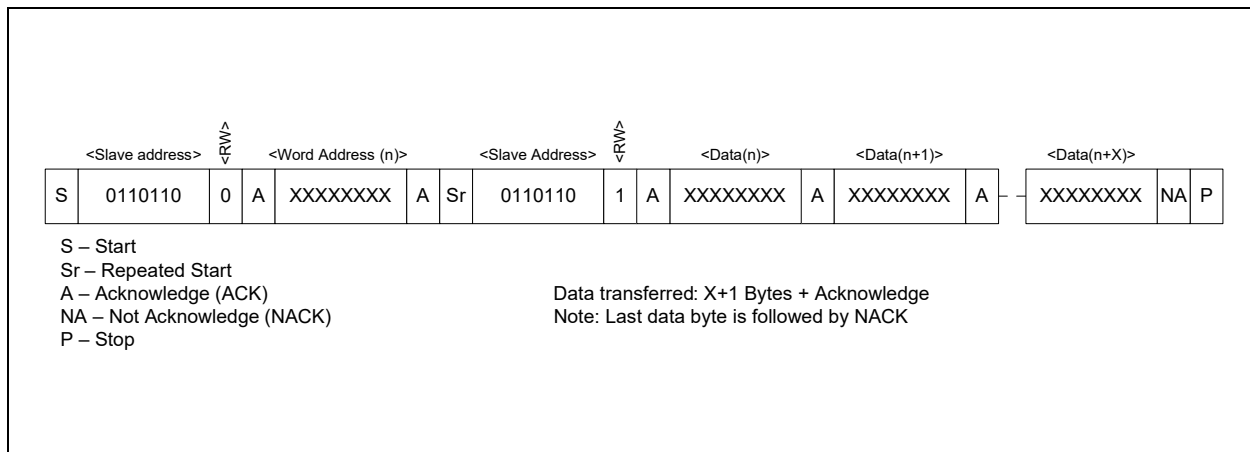 <Slave address> <RW> <Word Address (n)> <Slave Address> <RW> <Data(n)> <Data(n+1)> <Data(n+X)>
S 0110110 0 A XXXXXXXX A Sr 0110110 1 A XXXXXXXX A XXXXXXXX A XXXXXXXX NA P
S – Start
Sr – Repeated Start
A – Acknowledge (ACK) Data transferred: X+1 Bytes + Acknowledge
NA – Not Acknowledge (NACK) Note: Last data byte is followed by NACK
P – Stop